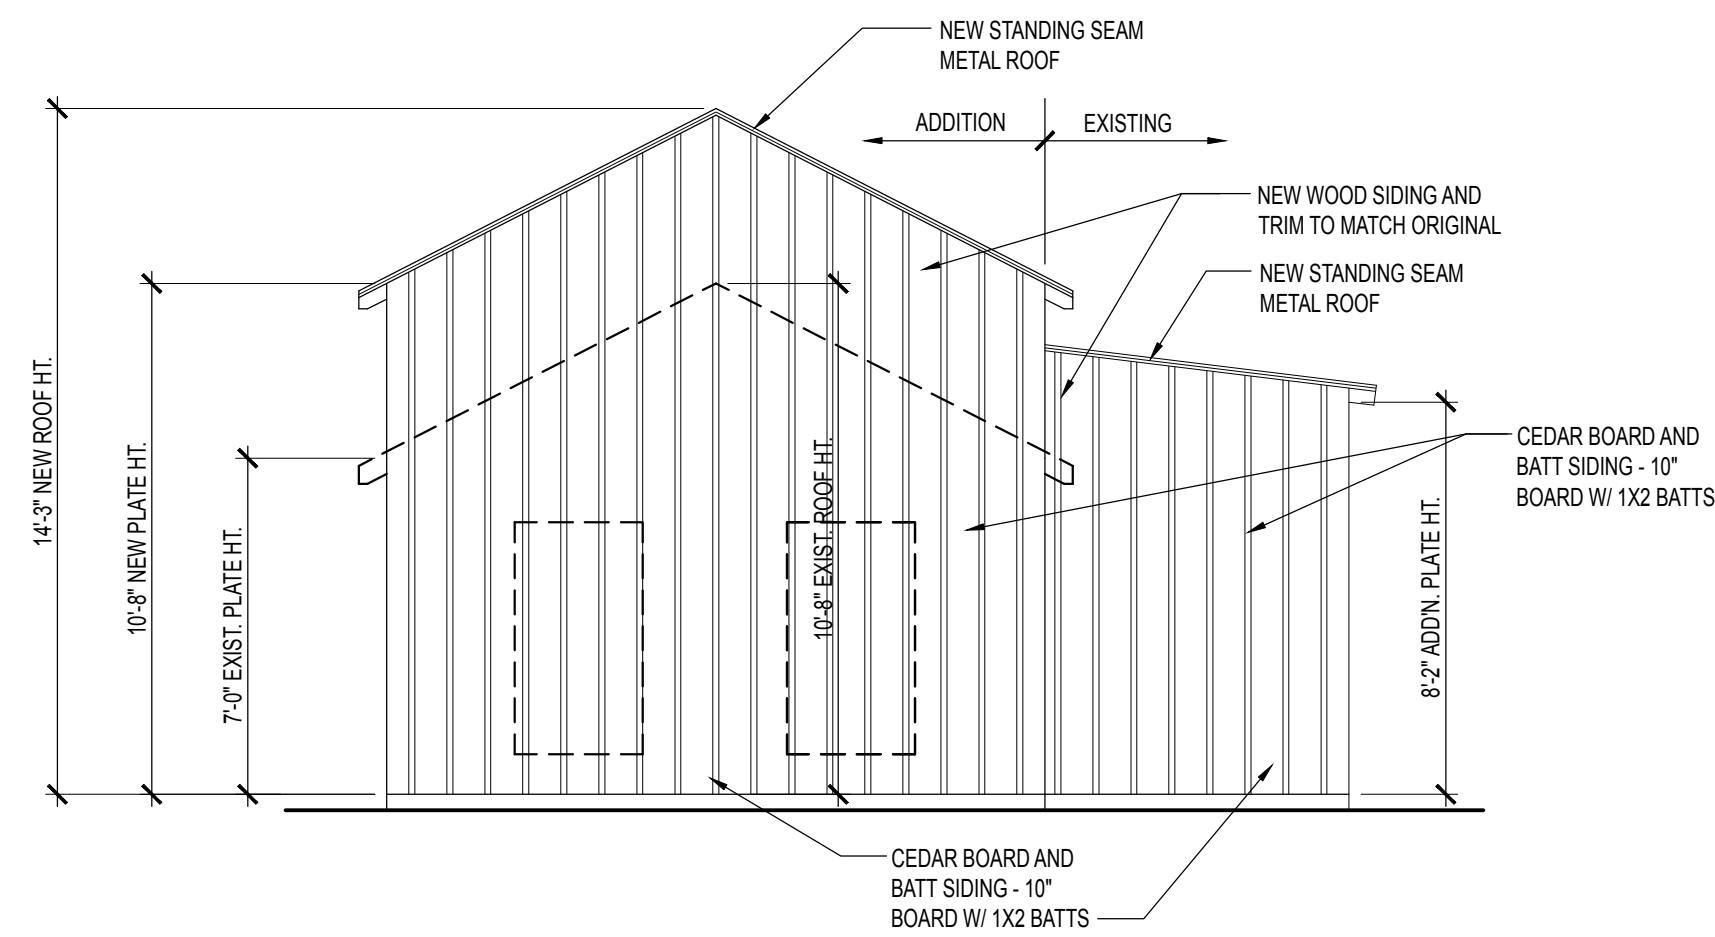 NEW STANDING SEAM
METAL ROOF
ADDITION
EXISTING
NEW WOOD SIDING AND
TRIM TO MATCH ORIGINAL
NEW STANDING SEAM
METAL ROOF
14'-3" NEW ROOF HT.
10'-8" NEW PLATE HT.
7'-0" EXIST. PLATE HT.
10'-8" EXIST. ROOF HT.
8'-2" ADD'N. PLATE HT.
CEDAR BOARD AND
BATT SIDING - 10"
BOARD W/ 1X2 BATTS
CEDAR BOARD AND
BATT SIDING - 10"
BOARD W/ 1X2 BATTS